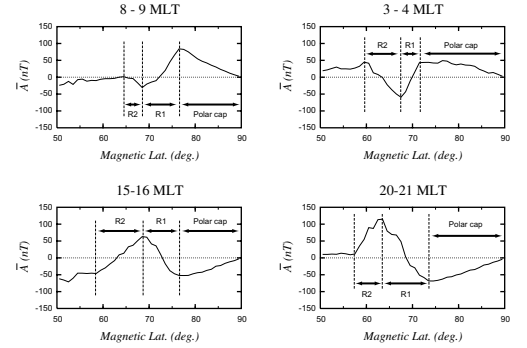 8 - 9 MLT
150
100
50
0
-50
-100
-150
A (nT)
R2 R1 Polar cap
50 60 70 80 90
Magnetic Lat. (deg.)
3 - 4 MLT
150
100
50
0
-50
-100
-150
A (nT)
R2 R1 Polar cap
50 60 70 80 90
Magnetic Lat. (deg.)
15-16 MLT
150
100
50
0
-50
-100
-150
A (nT)
R2 R1 Polar cap
50 60 70 80 90
Magnetic Lat. (deg.)
20-21 MLT
150
100
50
0
-50
-100
-150
A (nT)
Polar cap
R2 R1
50 60 70 80 90
Magnetic Lat. (deg.)